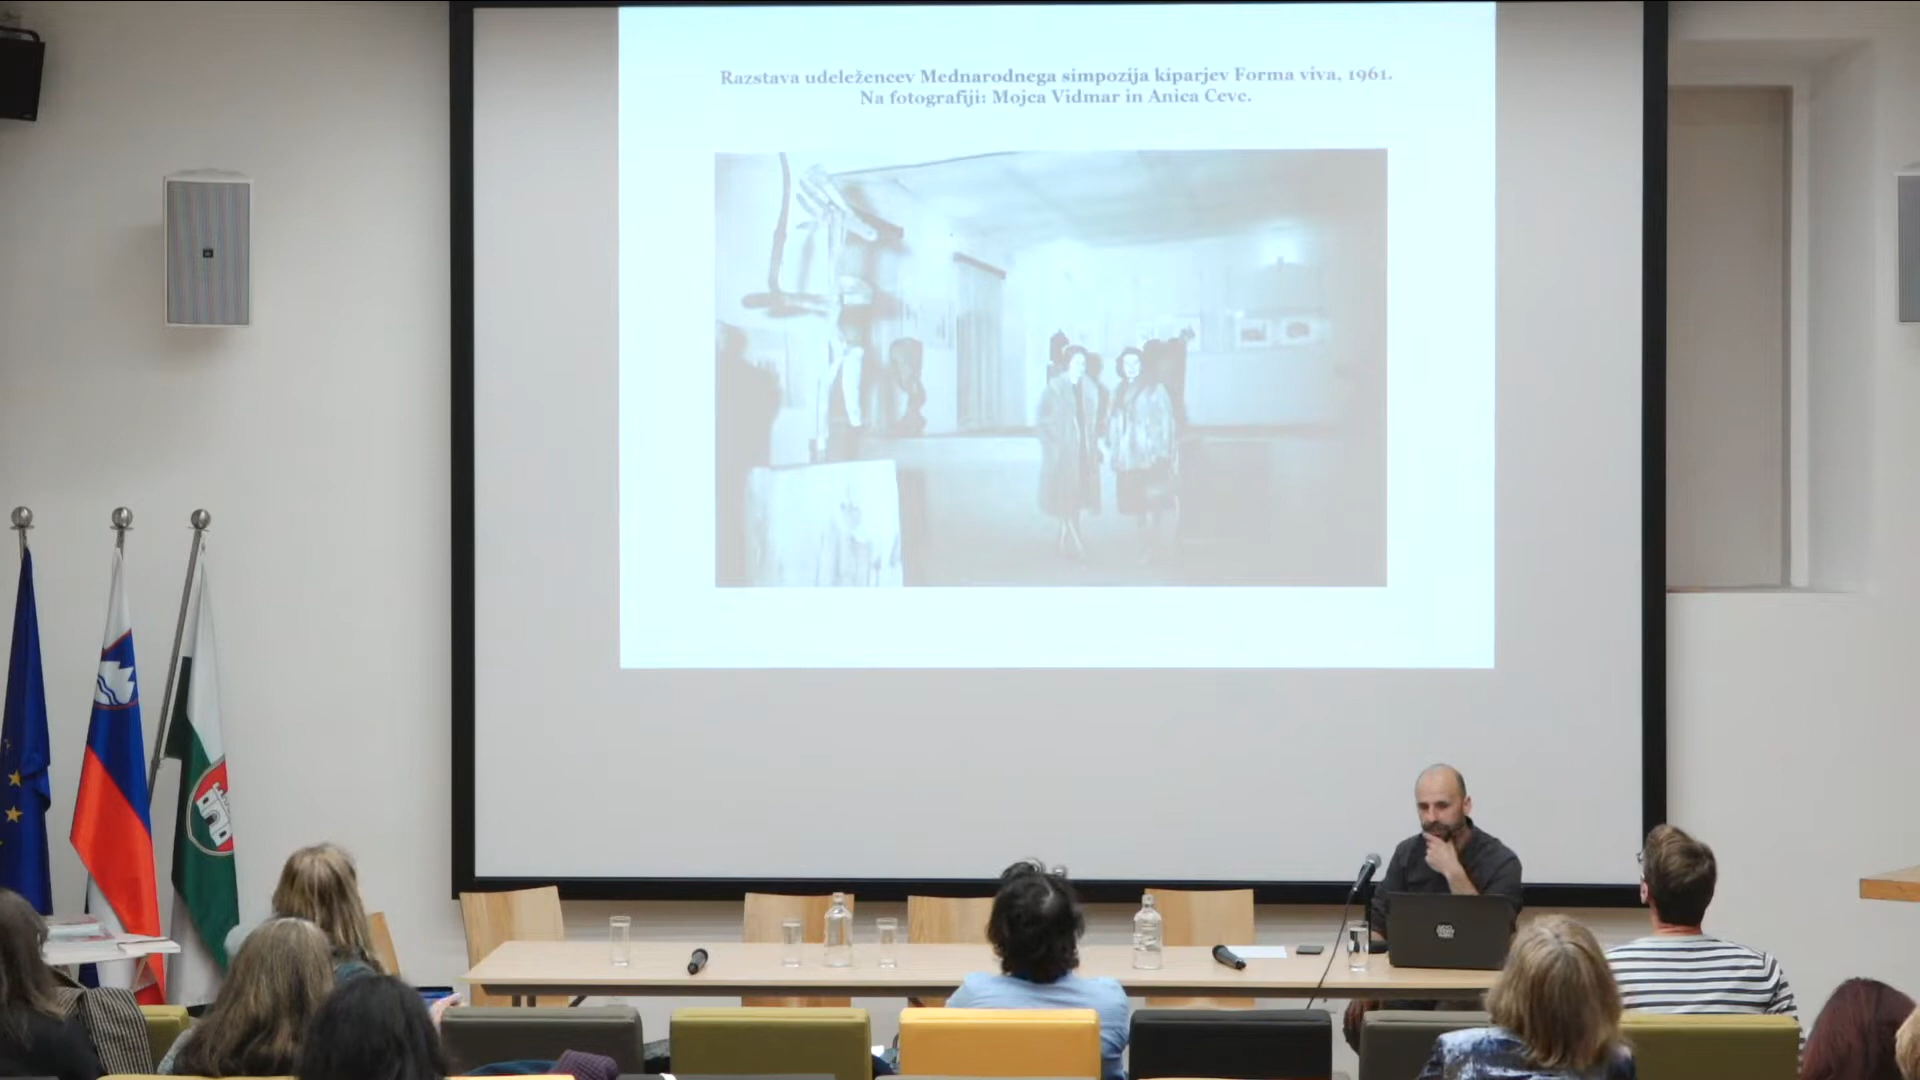 Razstava udeležencev Mednarodnega simpozija kiparjev Forma viva, 1961.
Na fotografiji: Mojca Vidmar in Anica Cevc.